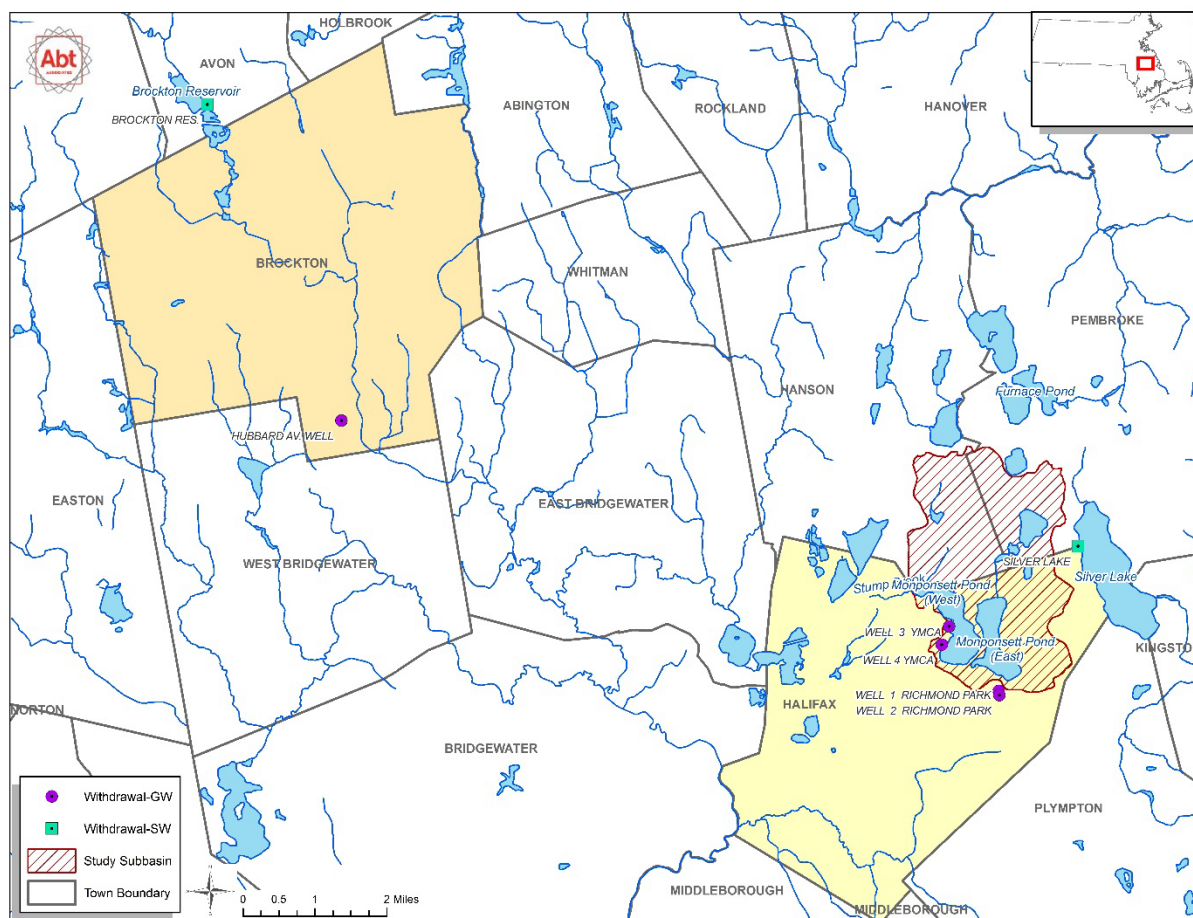 HOLBROOK
Abt
ASSOCIATES
AVON
Brockton Reservoir
BROCKTON RES.
ABINGTON
ROCKLAND
HANOVER
BROCKTON
WHITMAN
PEMBROKE
HANSON
Furnace Pond
HUBBARD AV. WELL
EASTON
EAST BRIDGEWATER
WEST BRIDGEWATER
SILVER LAKE
Silver Lake
Stump
Monponsett Pond
(West)
WELL 3 YMCA
WELL 4 YMCA
Monponsett Pond
(East)
KINGSTO
WELL 1 RICHMOND PARK
WELL 2 RICHMOND PARK
HALIFAX
NORTON
BRIDGEWATER
PLYMPTON
Withdrawal-GW
Withdrawal-SW
Study Subbasin
Town Boundary
0 0.5 1 2 Miles
MIDDLEBOROUGH
MIDDLEBOROUGH